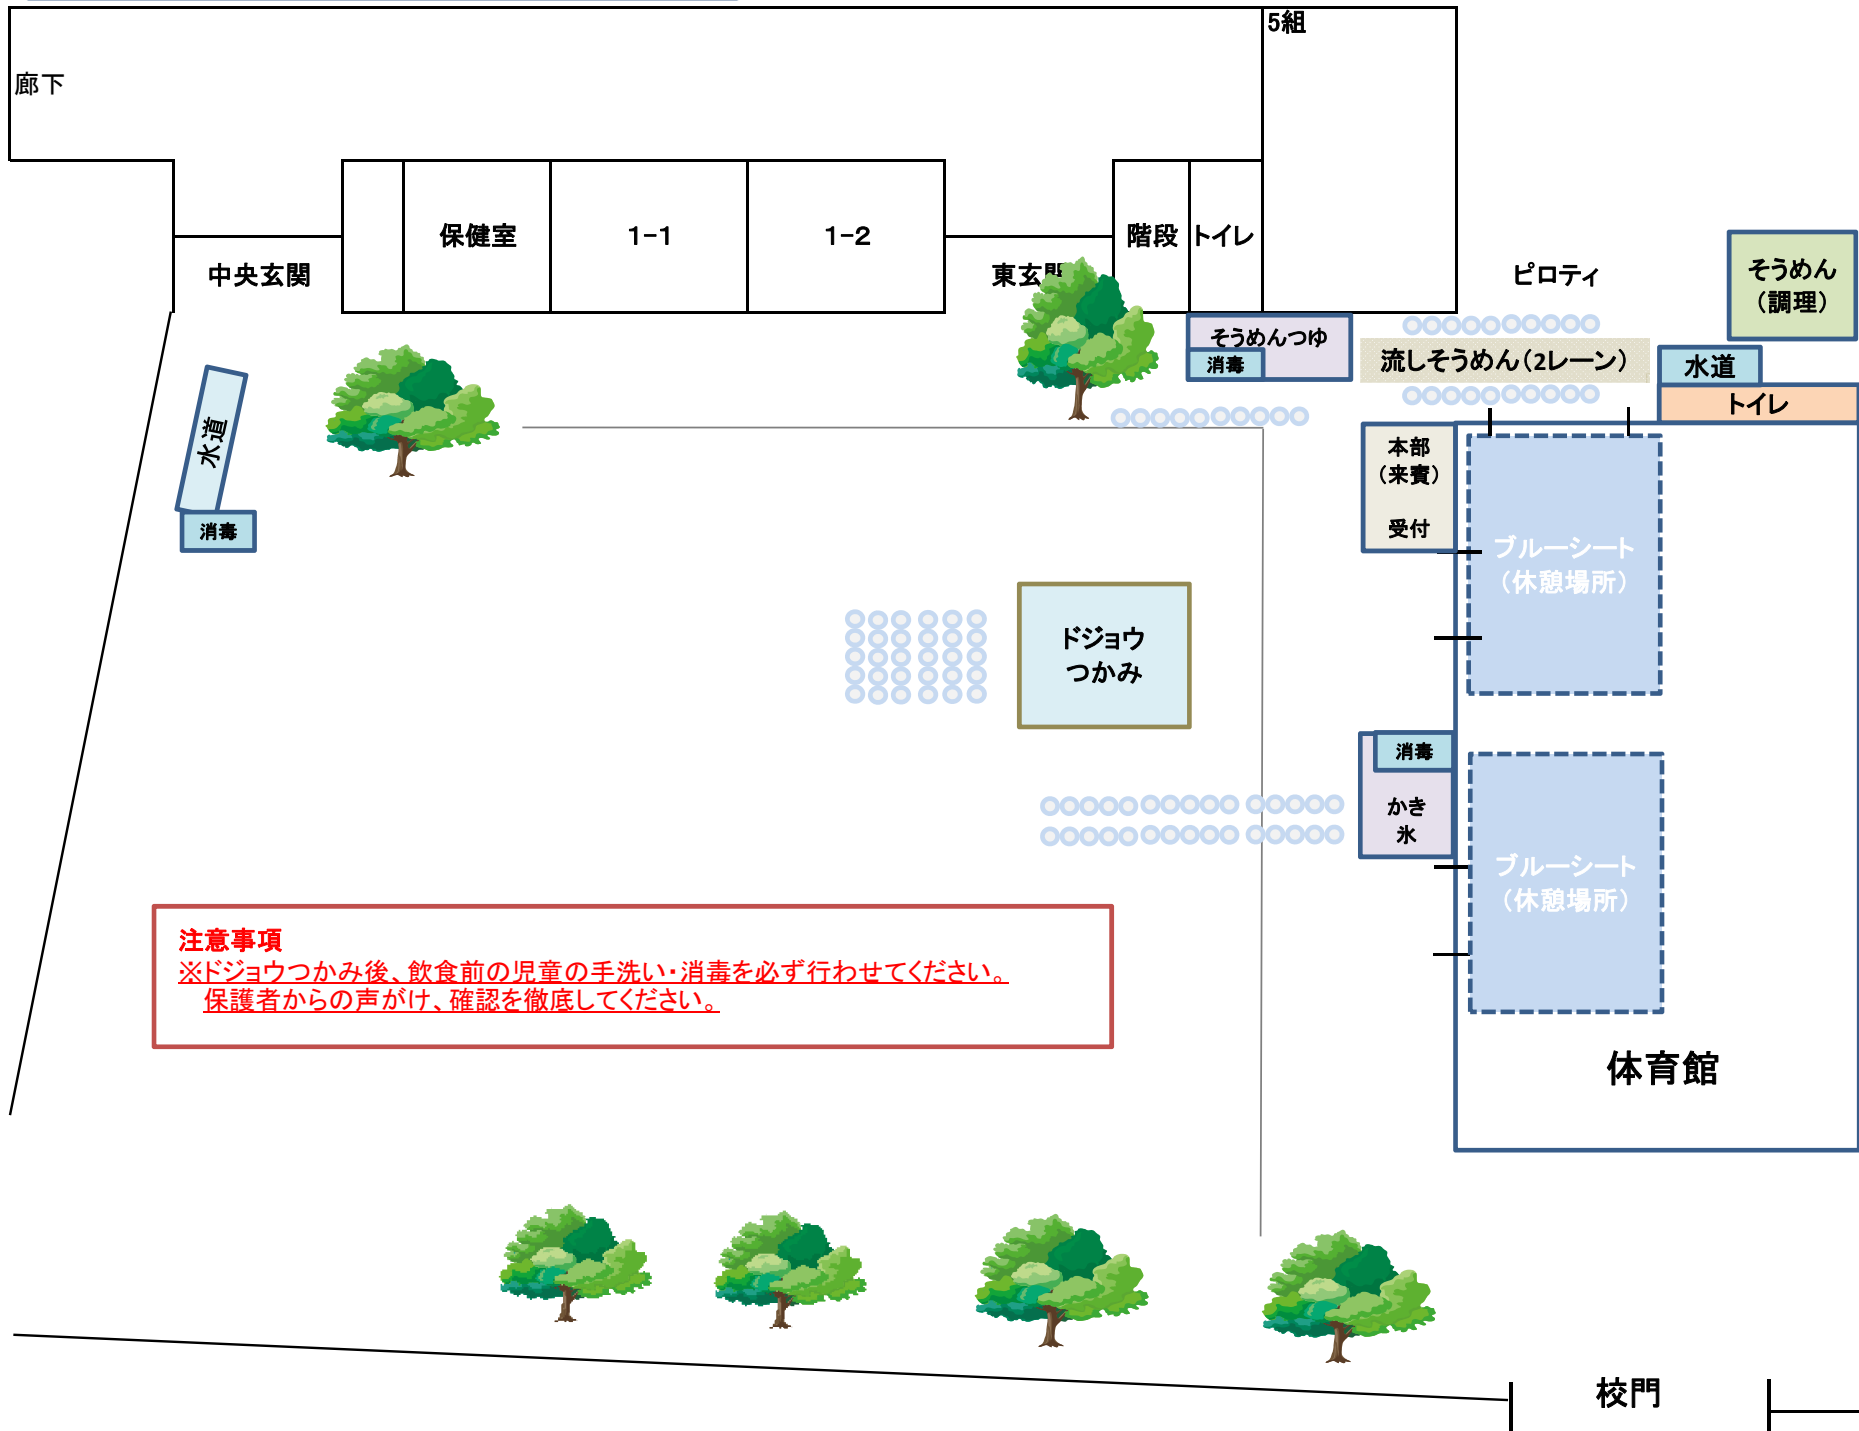 5組
廊下
保健室
1-1
1-2
階段
トイレ
中央玄関
東玄関
ピロティ
そうめん
（調理）
そうめんつゆ
消毒
流しそうめん（2レーン）
水道
トイレ
水道
消毒
本部
（来賓）
受付
ブルーシート
（休憩場所）
ドジョウ
つかみ
消毒
かき
氷
ブルーシート
（休憩場所）
注意事項
※ドジョウつかみ後、飲食前の児童の手洗い・消毒を必ず行わせてください。
保護者からの声がけ、確認を徹底してください。
体育館
校門